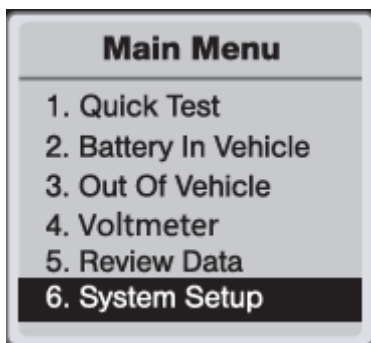 Main Menu
1. Quick Test
2. Battery In Vehicle
3. Out Of Vehicle
4. Voltmeter
5. Review Data
6. System Setup